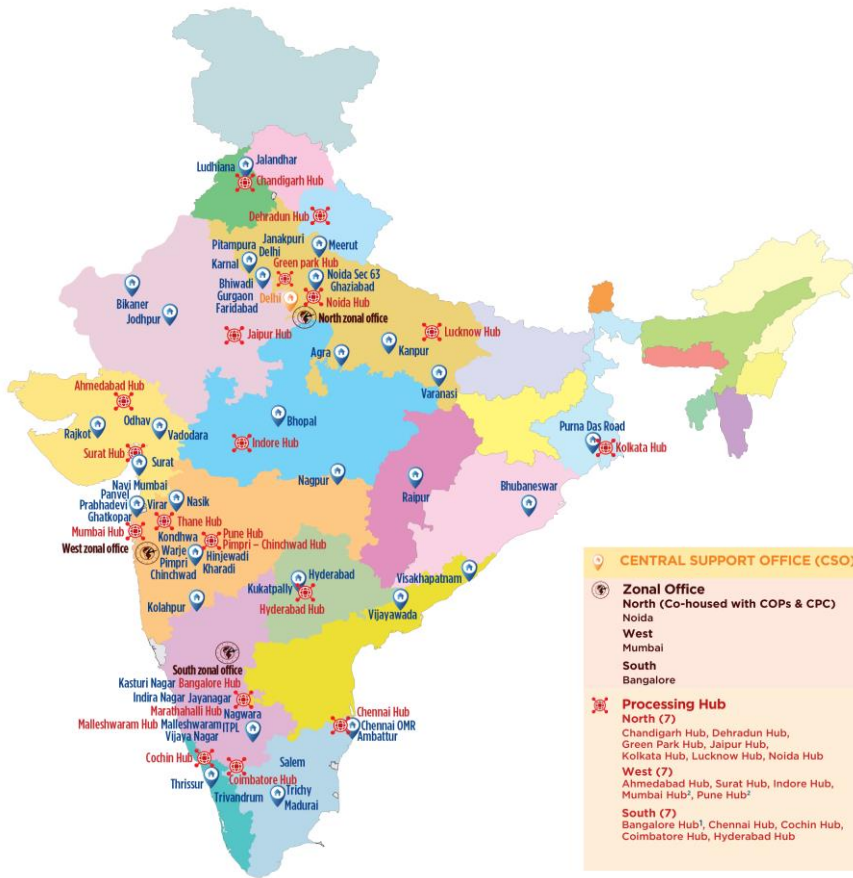 Ludhiana
Jalandhar
Chandigarh Hub
Dehradun Hub
Janakpuri
Pitampura
Delhi
Meerut
Karnal
Green park Hub
Bhiwadi
Noida Sec 63
Ghaziabad
Gurgaon
Delhi
Faridabad
Noida Hub
North zonal office
Bikaner
Jodhpur
Jaipur Hub
Lucknow Hub
Agra
Kanpur
Varanasi
Ahmedabad Hub
Odhav
Rajkot
Vadodara
Bhopal
Indore Hub
Surat Hub
Surat
Nagpur
Raipur
Purna Das Road
Kolkata Hub
Bhubaneswar
Navi Mumbai
Panvel
Prabhadevi
Virar
Nasik
Ghatkopar
Thane Hub
Mumbai Hub
Kondhwa
Pune Hub
Pimpri – Chinchwad Hub
West zonal office
Warje
Hinjewadi
Pimpri
Kharadi
Chinchwad
Kolahpur
Hyderabad
Kukatpally
Hyderabad Hub
Visakhapatnam
Vijayawada
South zonal office
Kasturi Nagar
Bangalore Hub
Indira Nagar
Jayanagar
Marathahalli Hub
Nagwara
Malleshwaram Hub
Malleshwaram
ITPL
Vijaya Nagar
Chennai Hub
Chennai OMR
Ambattur
Cochin Hub
Coimbatore Hub
Salem
Thrissur
Trivandrum
Trichy
Madurai
CENTRAL SUPPORT OFFICE (CSO)
Zonal Office
North (Co-housed with COPs & CPC)
Noida
West
Mumbai
South
Bangalore
Processing Hub
North (7)
Chandigarh Hub, Dehradun Hub,
Green Park Hub, Jaipur Hub,
Kolkata Hub, Lucknow Hub, Noida Hub
West (7)
Ahmedabad Hub, Surat Hub, Indore Hub,
Mumbai Hub², Pune Hub²
South (7)
Bangalore Hub¹, Chennai Hub, Cochin Hub,
Coimbatore Hub, Hyderabad Hub